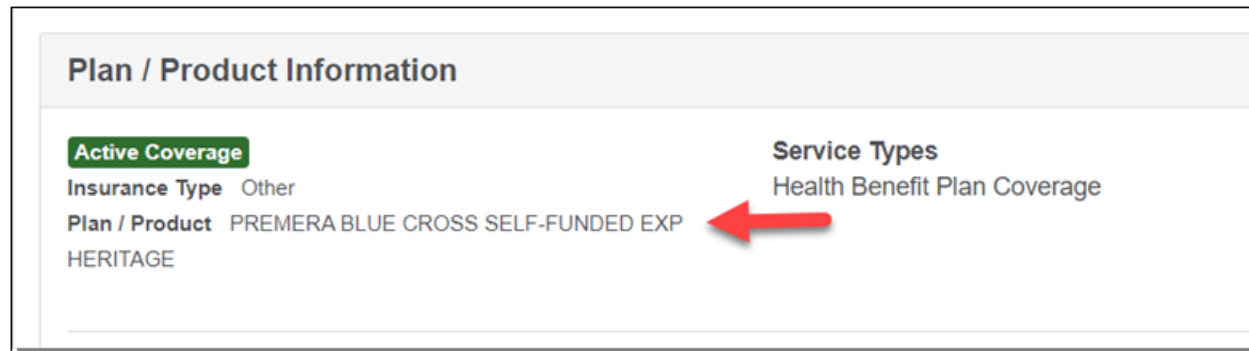 Plan / Product Information
Active Coverage
Insurance Type Other
Plan / Product PREMERA BLUE CROSS SELF-FUNDED EXP
HERITAGE
Service Types
Health Benefit Plan Coverage